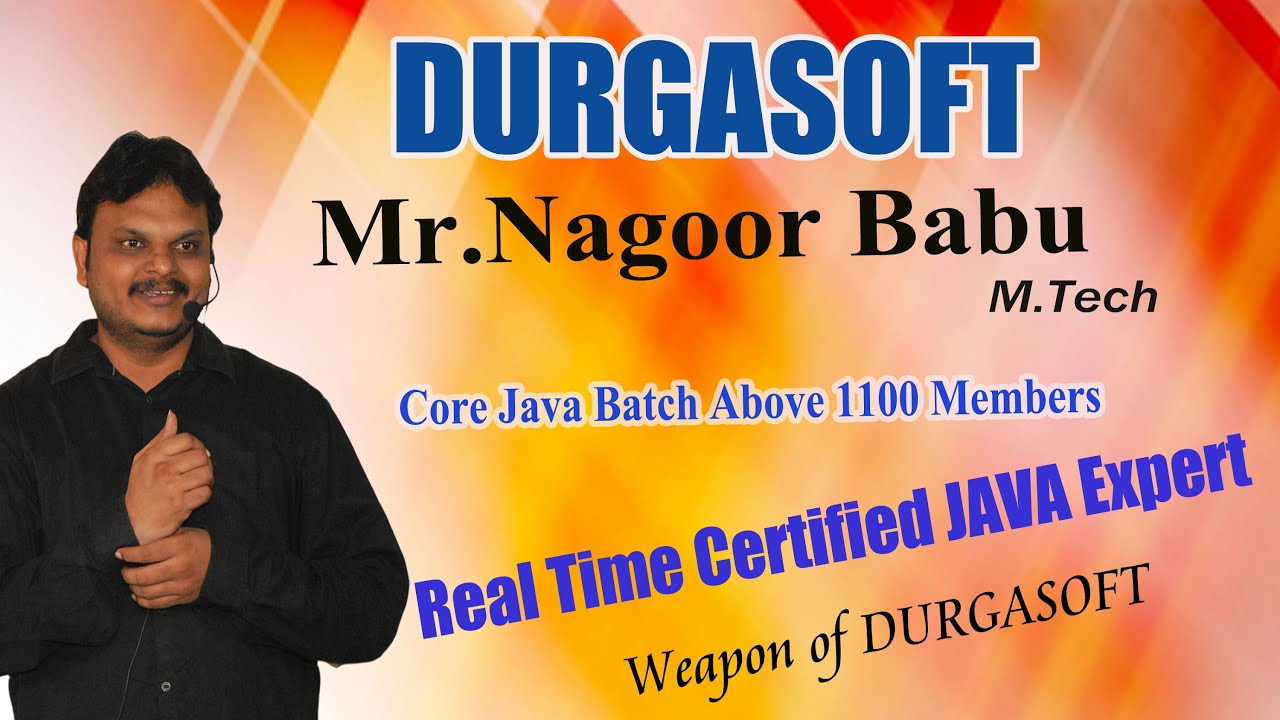 DURGASOFT
Mr.Nagoor Babu
M.Tech
Core Java Batch Above 1100 Members
Real Time Certified JAVA Expert
Weapon of DURGASOFT